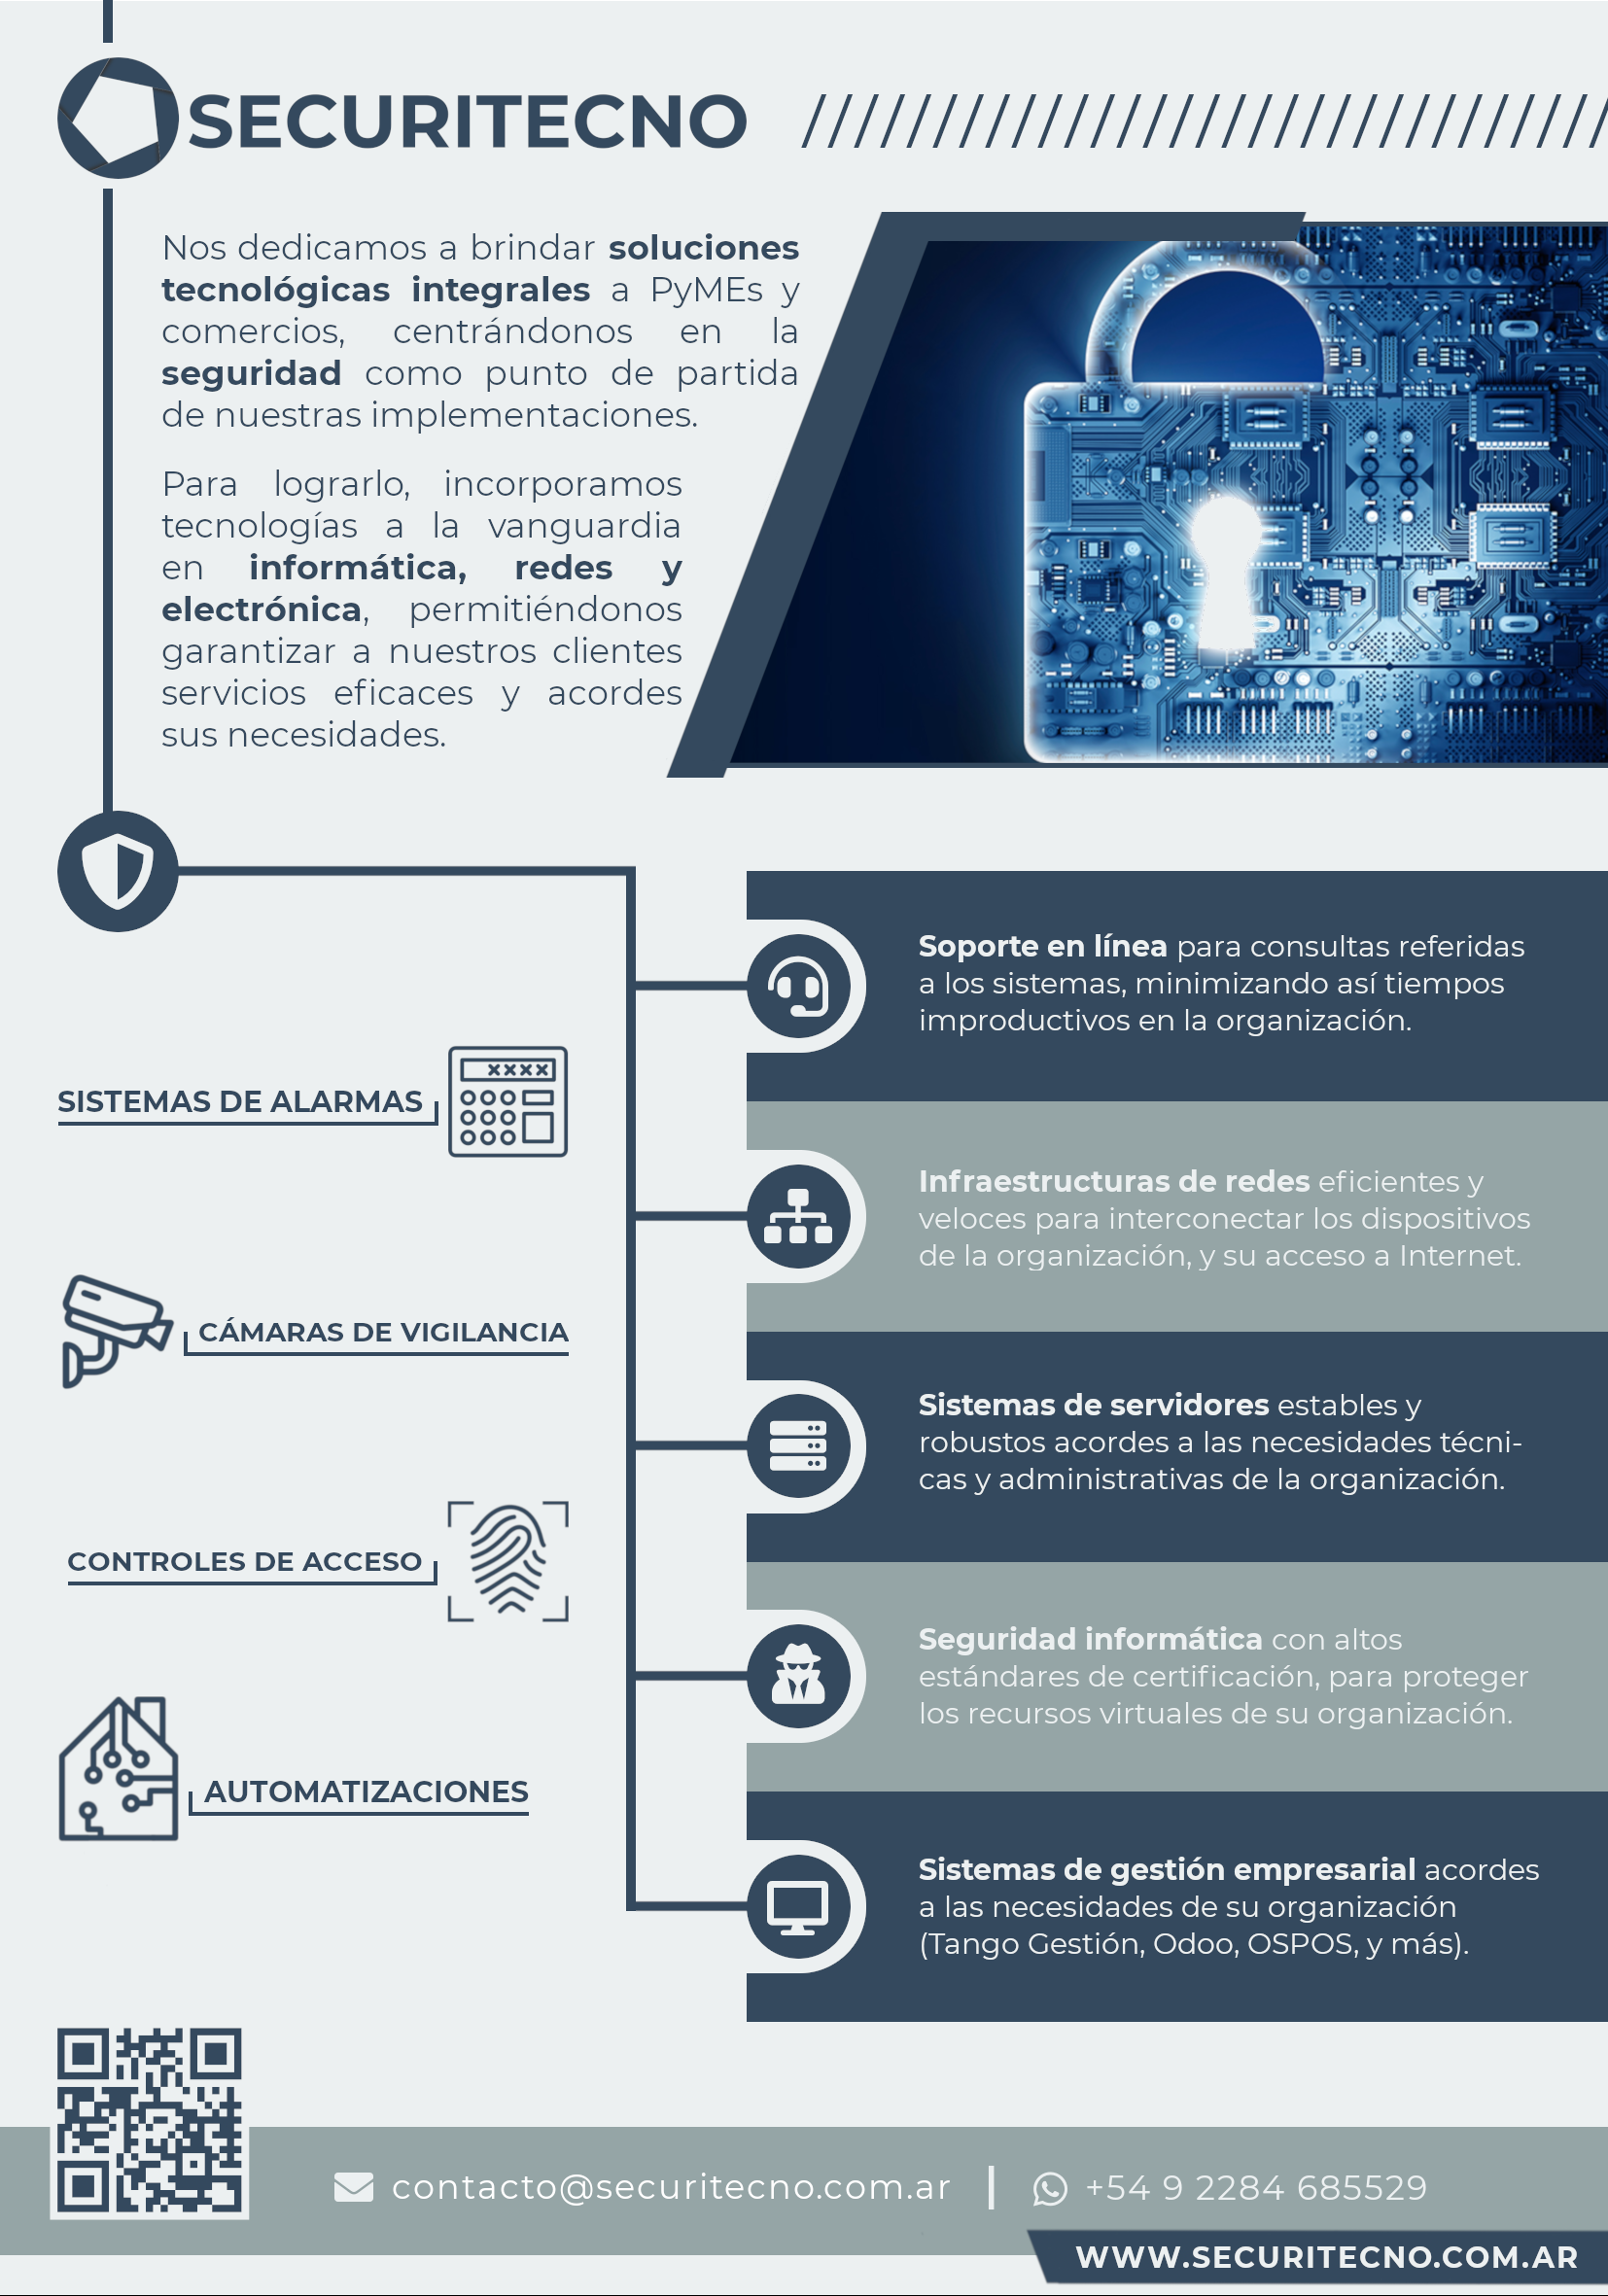 SECURITECNO
Nos dedicamos a brindar soluciones
tecnológicas integrales a PyMEs y
comercios, centrándonos en la
seguridad como punto de partida
de nuestras implementaciones.
Para lograrlo, incorporamos
tecnologías a la vanguardia
en informática, redes y
electrónica, permitiéndonos
garantizar a nuestros clientes
servicios eficaces y acordes
sus necesidades.
SISTEMAS DE ALARMAS
xxxx
CÁMARAS DE VIGILANCIA
CONTROLES DE ACCESO
AUTOMATIZACIONES
Soporte en línea para consultas referidas
a los sistemas, minimizando así tiempos
improductivos en la organización.
Infraestructuras de redes eficientes y
veloces para interconectar los dispositivos
de la organización, y su acceso a Internet.
Sistemas de servidores estables y
robustos acordes a las necesidades técni-
cas y administrativas de la organización.
Seguridad informática con altos
estándares de certificación, para proteger
los recursos virtuales de su organización.
Sistemas de gestión empresarial acordes
a las necesidades de su organización
(Tango Gestión, Odoo, OSPOS, y más).
contacto@securitecno.com.ar | +54 9 2284 685529
WWW.SECURITECNO.COM.AR